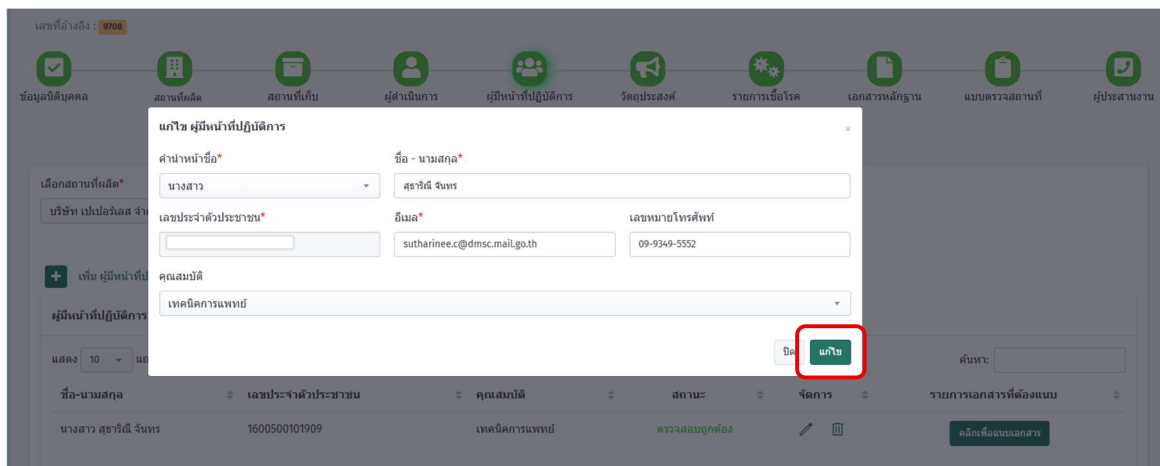 เลขที่อ้างอิง : 9708
ข้อมูลนิติบุคคล สถานที่ผลิต สถานที่เก็บ ผู้ดำเนินการ ผู้มีหน้าที่ปฏิบัติการ วัตถุประสงค์ รายการเชื้อโรค เอกสารหลักฐาน แบบตรวจสถานที่ ผู้ประสานงาน
แก้ไข ผู้มีหน้าที่ปฏิบัติการ ×
คำนำหน้าชื่อ* ชื่อ - นามสกุล*
เลือกสถานที่ผลิต* นางสาว สุธาริณี จันทร
บริษัท เปเปอร์เลส
เลขประจำตัวประชาชน* อีเมล* เลขหมายโทรศัพท์
sutharinee.c@dmsc.mail.go.th 09-9349-5552
เพิ่ม ผู้มีหน้าที่ คุณสมบัติ
เทคนิคการแพทย์
ผู้มีหน้าที่ปฏิบัติการ
ปิด แก้ไข
แสดง 10 ค้นหา:
ชื่อ-นามสกุล เลขประจำตัวประชาชน คุณสมบัติ สถานะ จัดการ รายการเอกสารที่ต้องแนบ
นางสาว สุธาริณี จันทร 1600500101909 เทคนิคการแพทย์ ตรวจสอบถูกต้อง คลิกเพื่อแนบเอกสาร